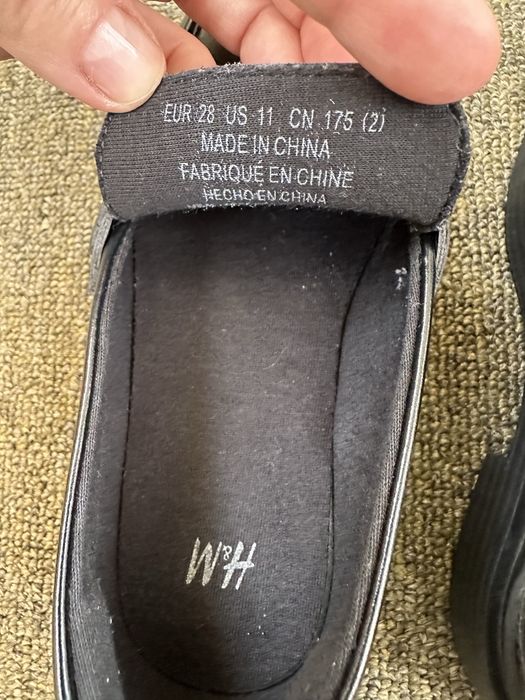 EUR 28 US 11 CN 175 (2)
MADE IN CHINA
FABRIQUÉ EN CHINE
HECHO EN CHINA
H&M